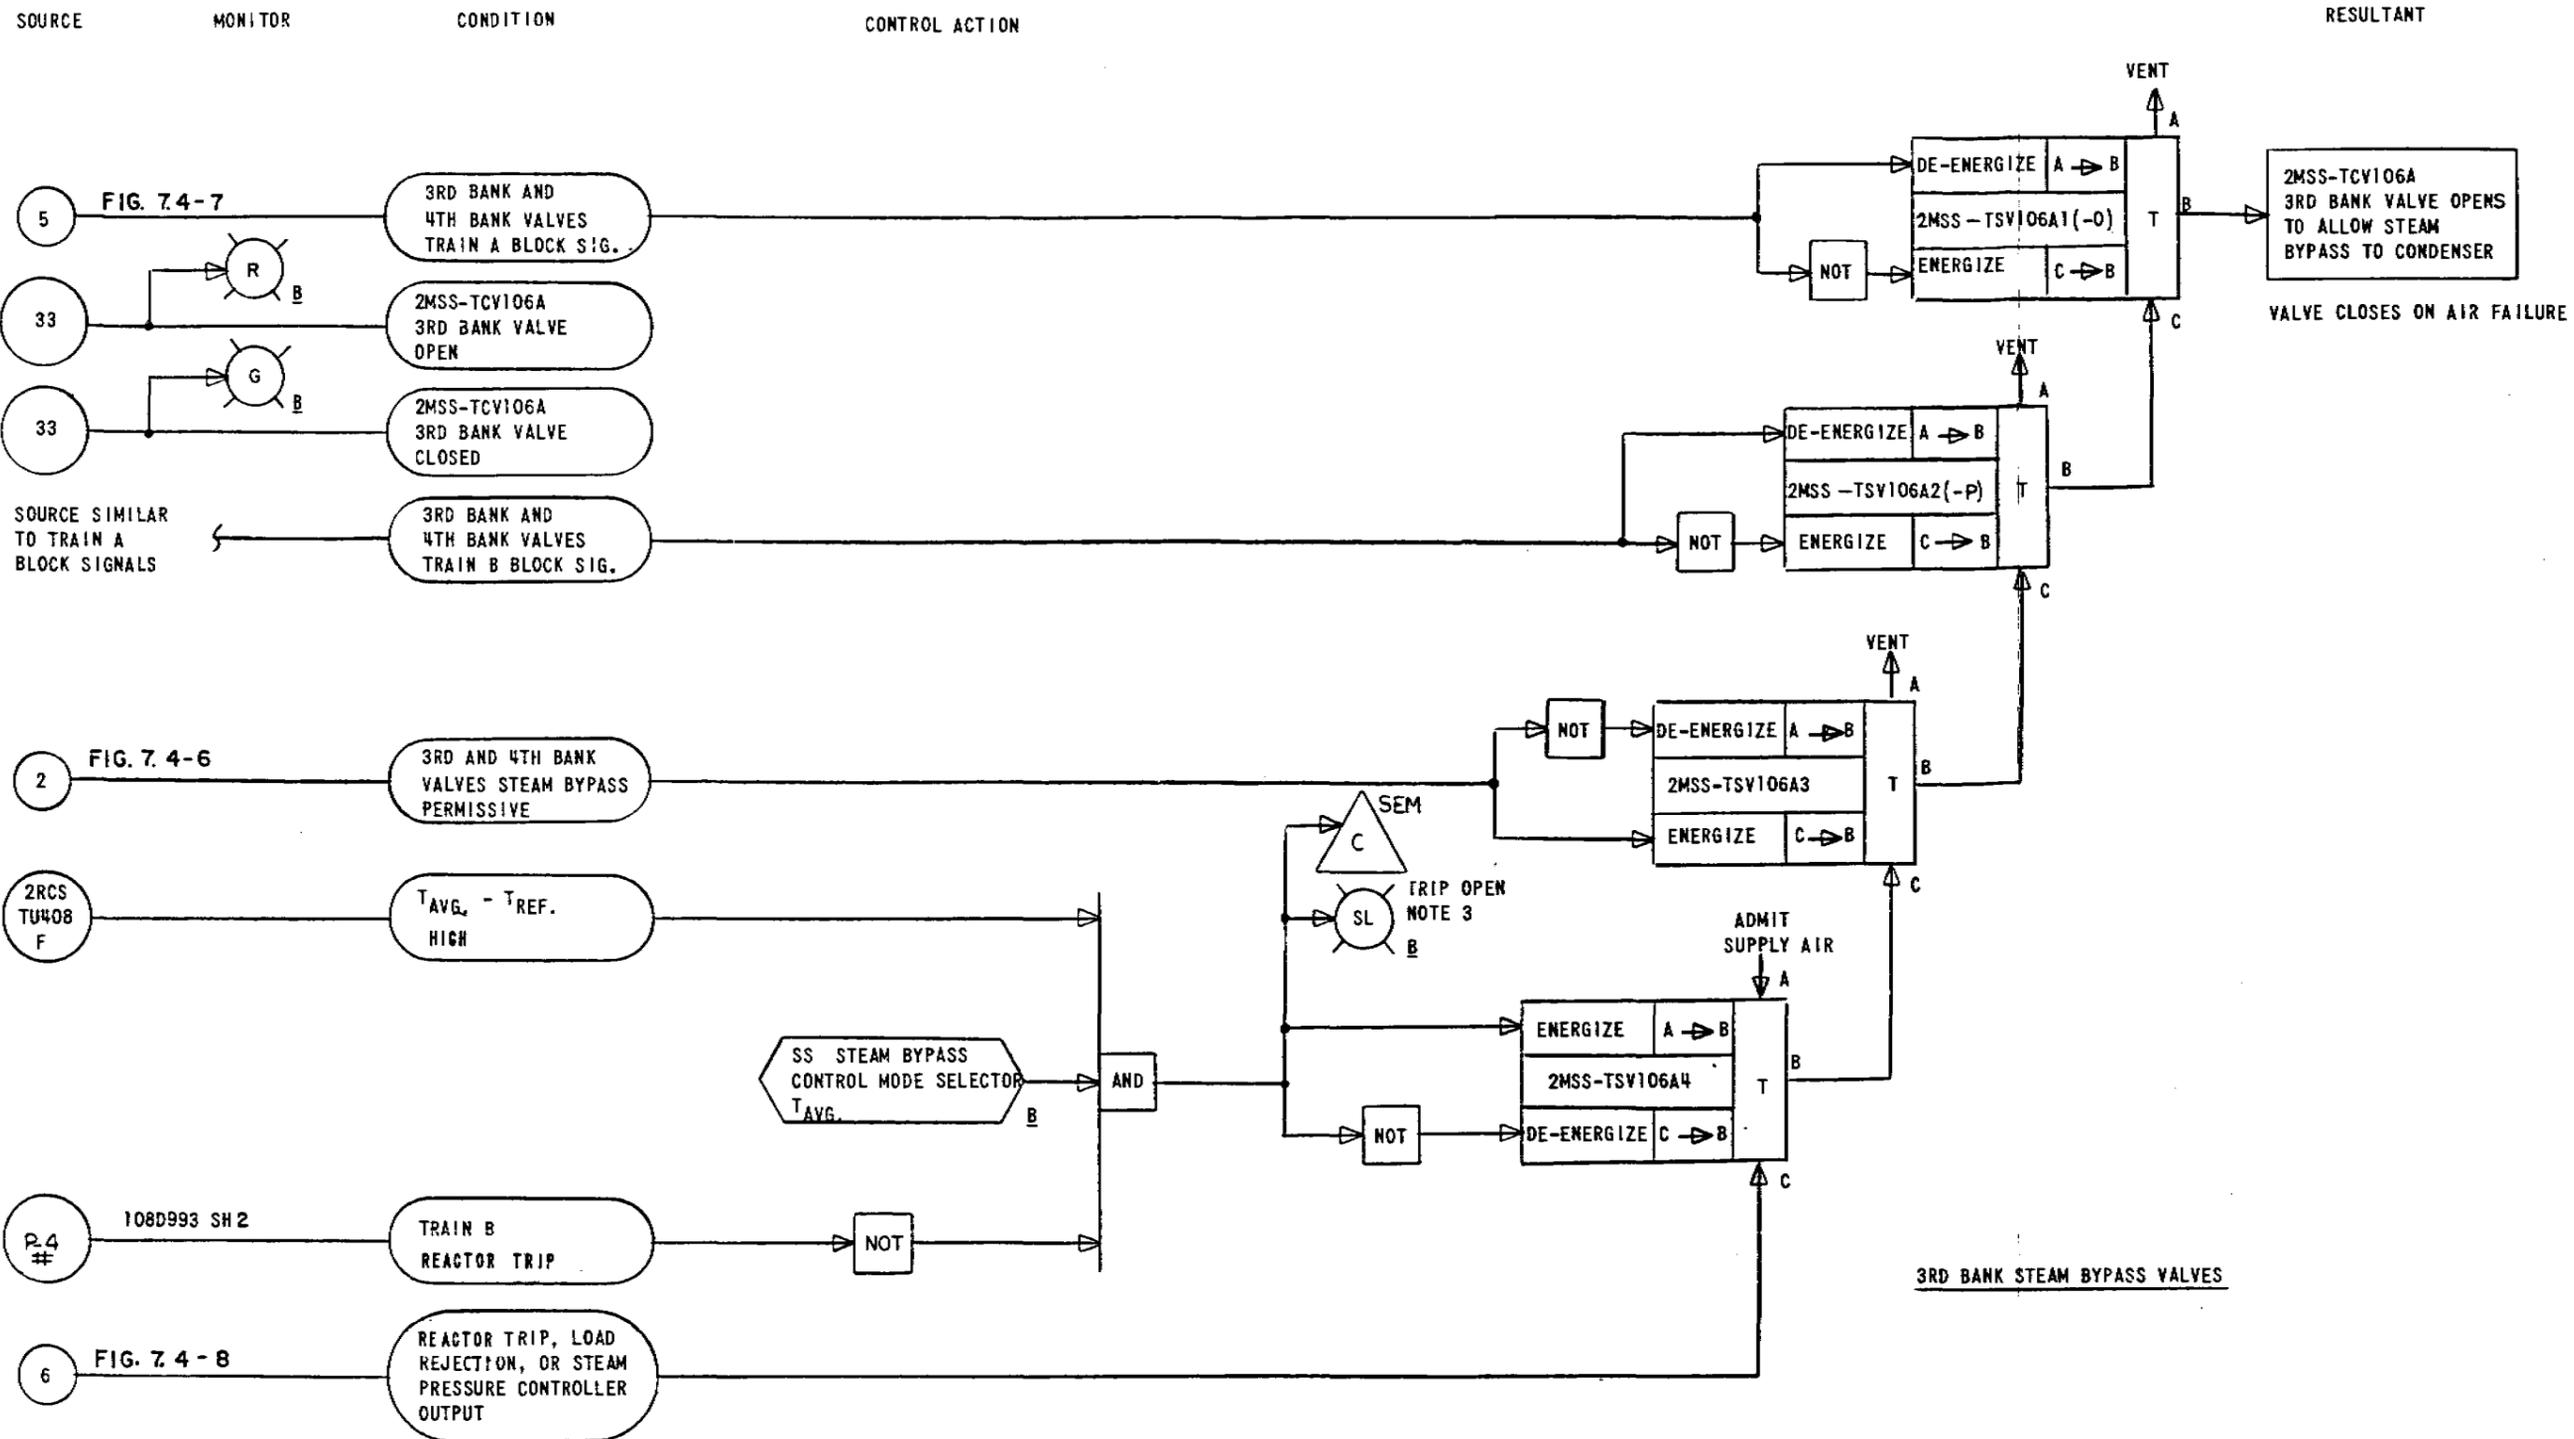 SOURCE
MONITOR
CONDITION
CONTROL ACTION
RESULTANT
5
FIG. 7.4-7
3RD BANK AND
4TH BANK VALVES
TRAIN A BLOCK SIG.
R
B
33
2MSS-TCV106A
3RD BANK VALVE
OPEN
G
B
33
2MSS-TCV106A
3RD BANK VALVE
CLOSED
SOURCE SIMILAR
TO TRAIN A
BLOCK SIGNALS
3RD BANK AND
4TH BANK VALVES
TRAIN B BLOCK SIG.
VENT
A
DE-ENERGIZE
A → B
2MSS-TSV106A1(-O)
T
B
NOT
ENERGIZE
C → B
C
2MSS-TCV106A
3RD BANK VALVE OPENS
TO ALLOW STEAM
BYPASS TO CONDENSER
VALVE CLOSES ON AIR FAILURE
VENT
A
DE-ENERGIZE
A → B
2MSS-TSV106A2(-P)
T
B
NOT
ENERGIZE
C → B
C
2
FIG. 7.4-6
3RD AND 4TH BANK
VALVES STEAM BYPASS
PERMISSIVE
VENT
A
NOT
DE-ENERGIZE
A → B
2MSS-TSV106A3
T
B
ENERGIZE
C → B
C
SEM
C
2RCS
TU408
F
TAVG. - TREF.
HIGH
SL
TRIP OPEN
NOTE 3
B
ADMIT
SUPPLY AIR
A
SS STEAM BYPASS
CONTROL MODE SELECTOR
TAVG.
B
AND
ENERGIZE
A → B
2MSS-TSV106A4
T
B
NOT
DE-ENERGIZE
C → B
C
P-4
#
108D993 SH 2
TRAIN B
REACTOR TRIP
NOT
3RD BANK STEAM BYPASS VALVES
6
FIG. 7.4-8
REACTOR TRIP, LOAD
REJECTION, OR STEAM
PRESSURE CONTROLLER
OUTPUT